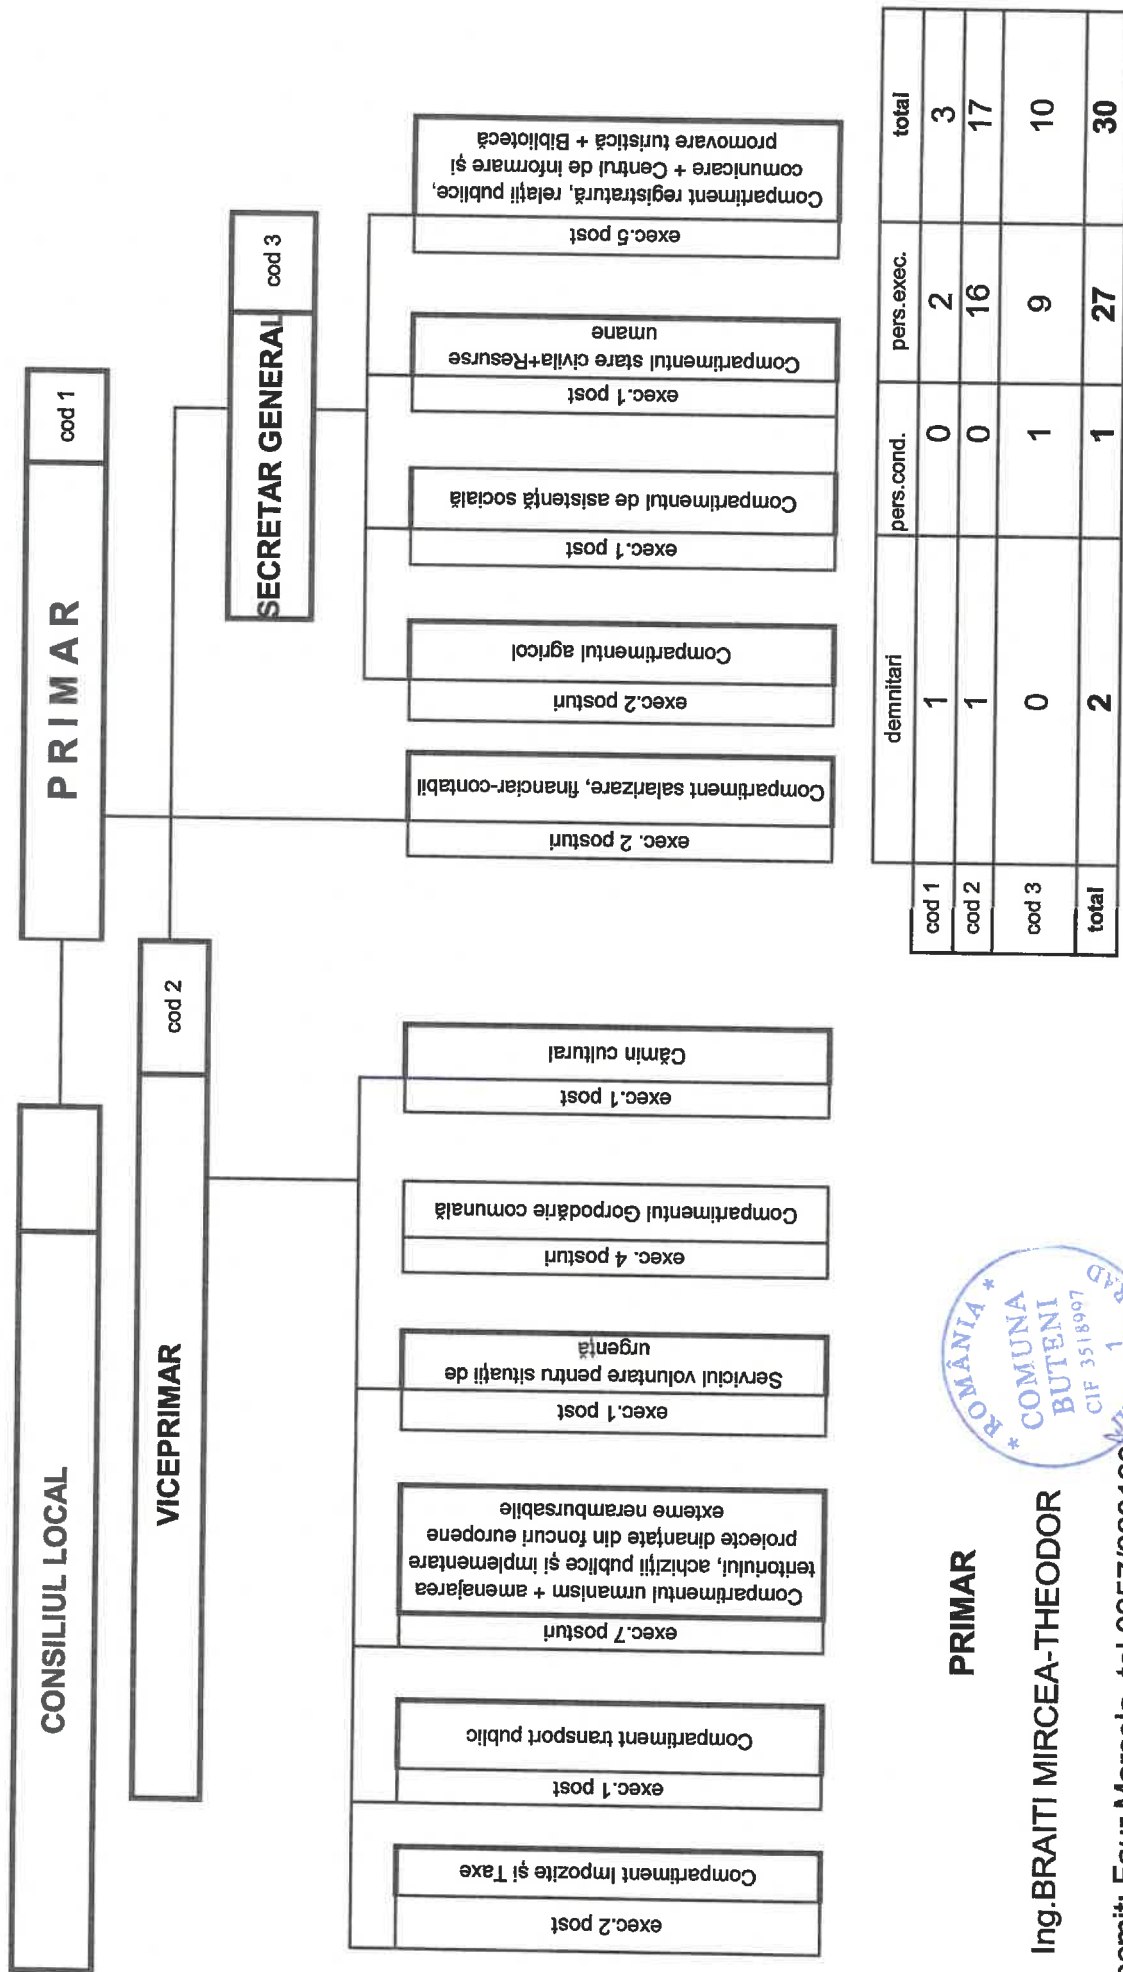 CONSILIUL LOCAL
PRIMAR
cod 1
VICEPRIMAR
cod 2
SECRETAR GENERAL
cod 3
exec.2 post
Compartiment Impozite și Taxe
exec.1 post
Compartiment transport public
exec.7 posturi
Compartimentul urmanism + amenajarea
teritoriului, achiziții publice și implementare
proiecte dinanțate din foncuri europene
externe nerambursabile
exec.1 post
Serviciul voluntare pentru situații de
urgență
exec. 4 posturi
Compartimentul Gorpodărie comunală
exec.1 post
Cămin cultural
exec. 2 posturi
Compartiment salarizare, financiar-contabil
exec.2 posturi
Compartimentul agricol
exec.1 post
Compartimentul de asistență socială
exec.1 post
Compartimentul stare civila+Resurse
umane
exec.5 post
Compartiment registratură, relații publice,
comunicare + Centrul de informare și
promovare turistică + Bibliotecă
demnitari pers.cond. pers.exec. total
cod 1 1 0 2 3
cod 2 1 0 16 17
cod 3 0 1 9 10
total 2 1 27 30
PRIMAR
Ing.BRAITI MIRCEA-THEODOR
* ROMÂNIA *
COMUNA
BUTENI
CIF 3518997
1